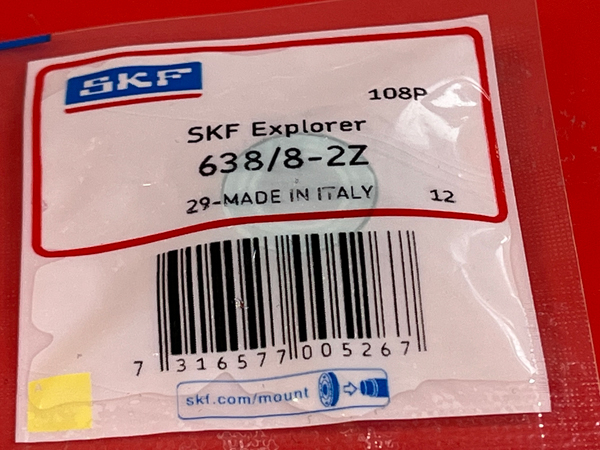 SKF
108P
SKF Explorer
638/8-2Z
29-MADE IN ITALY
12
7 316577 005267
skf.com/mount